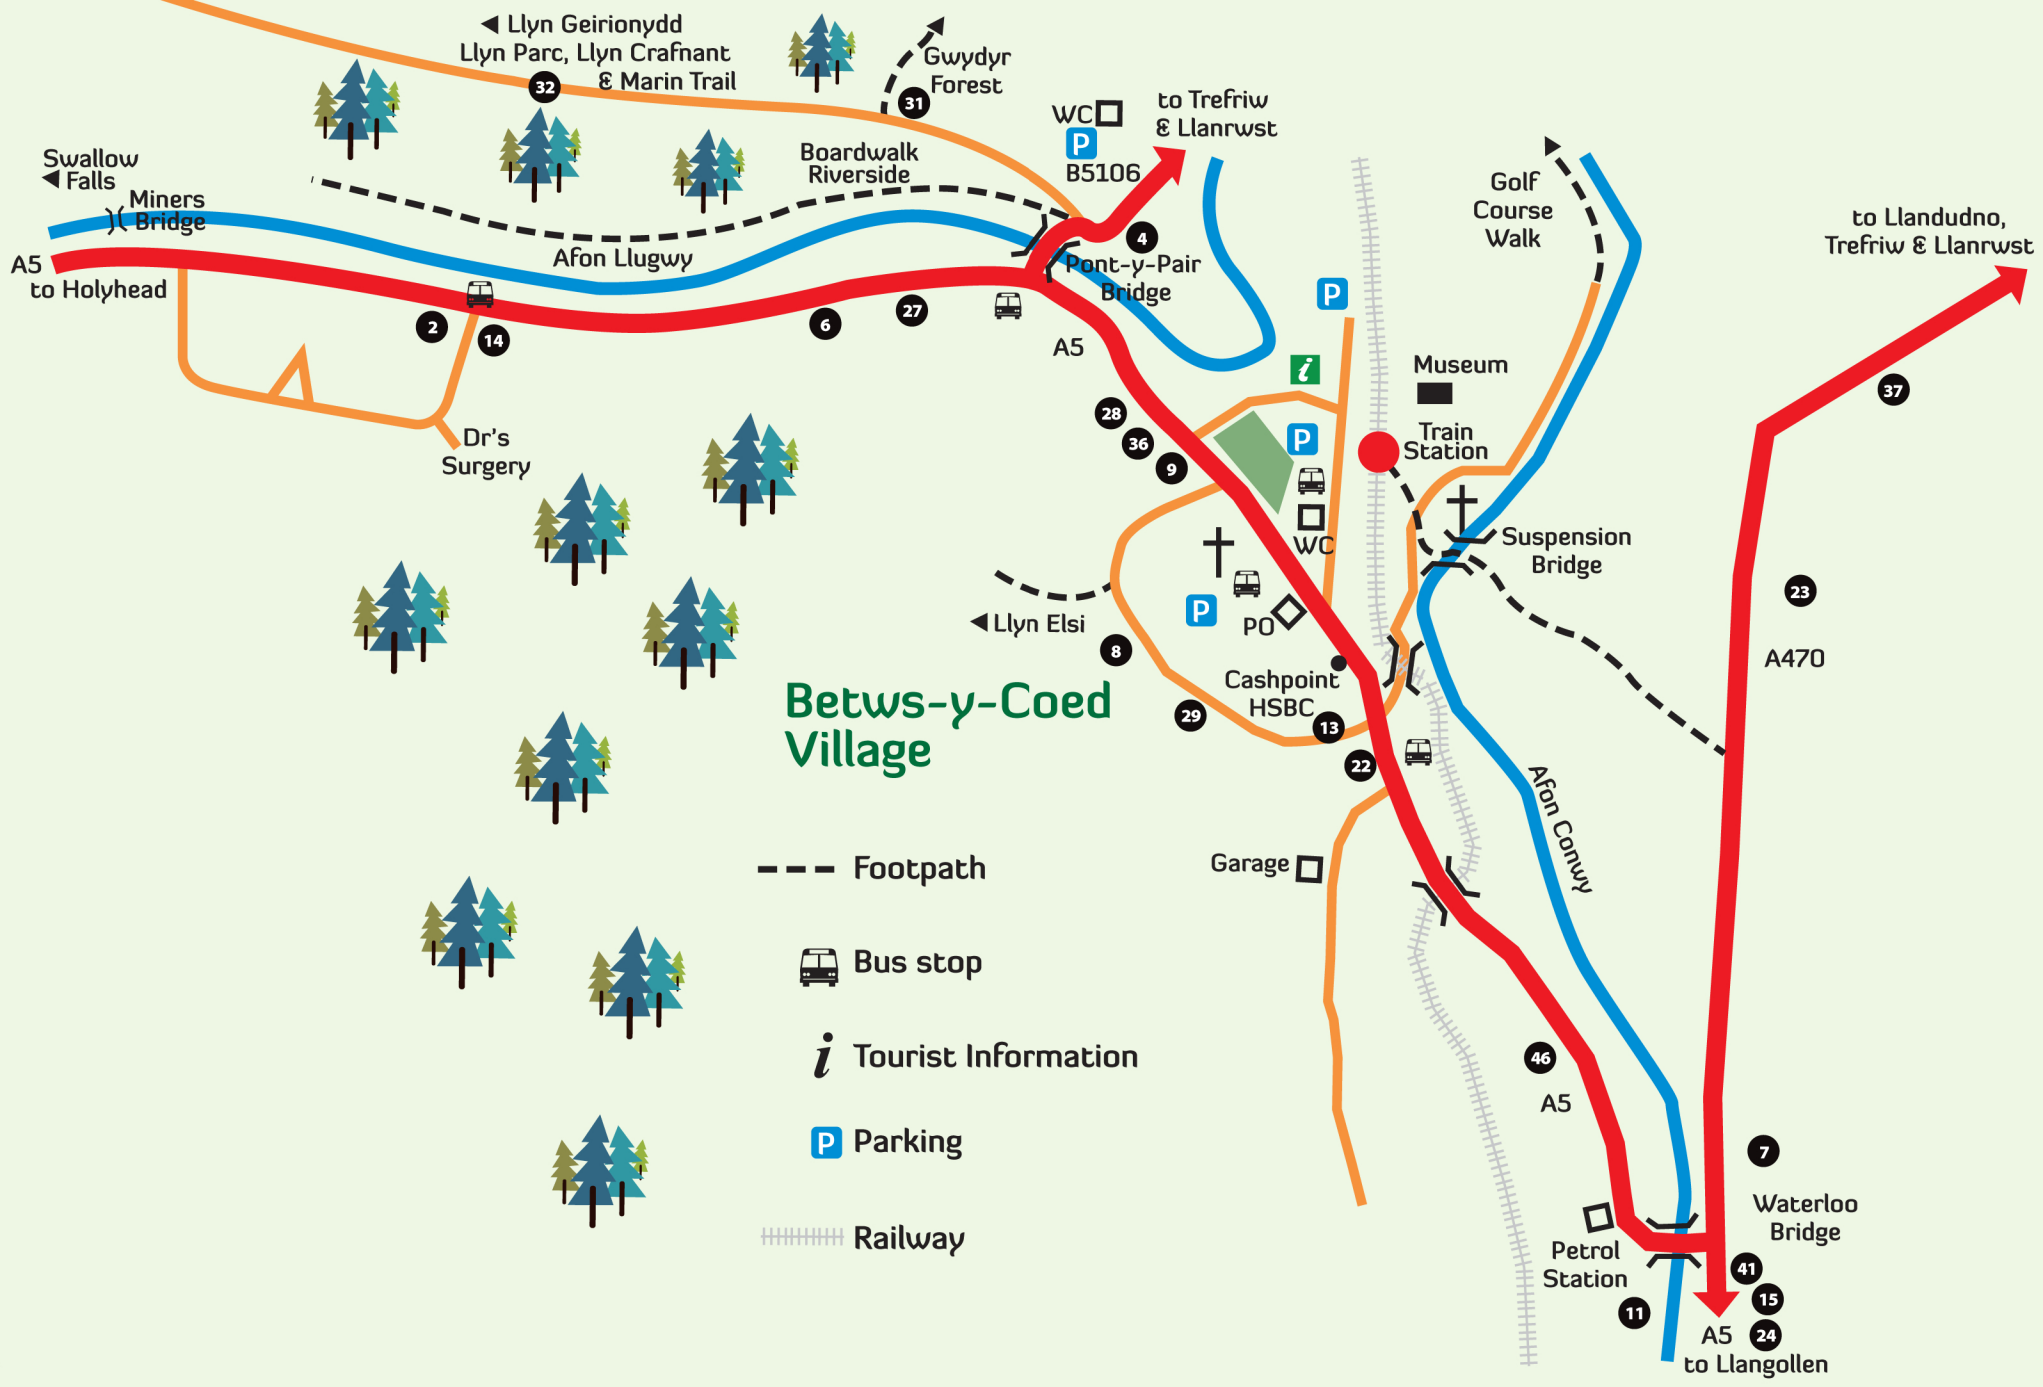 Llyn Geirionydd
Llyn Parc, Llyn Crafnant
& Marin Trail
32
31
Gwydyr
Forest
WC
P
B5106
to Trefriw
& Llanrwst
Swallow
Falls
Miners
Bridge
Boardwalk
Riverside
Afon Llugwy
A5
to Holyhead
4
Pont-y-Pair
Bridge
Golf
Course
Walk
to Llandudno,
Trefriw & Llanrwst
2
14
6
27
A5
P
i
Museum
37
Dr's
Surgery
28
36
9
P
Train
Station
WC
Suspension
Bridge
P
PO
Llyn Elsi
8
23
A470
Cashpoint
HSBC
29
13
22
Betws-y-Coed
Village
Afon Conwy
Garage
Footpath
Bus stop
i Tourist Information
P Parking
Railway
46
A5
7
Waterloo
Bridge
Petrol
Station
11
41
15
24
A5
to Llangollen